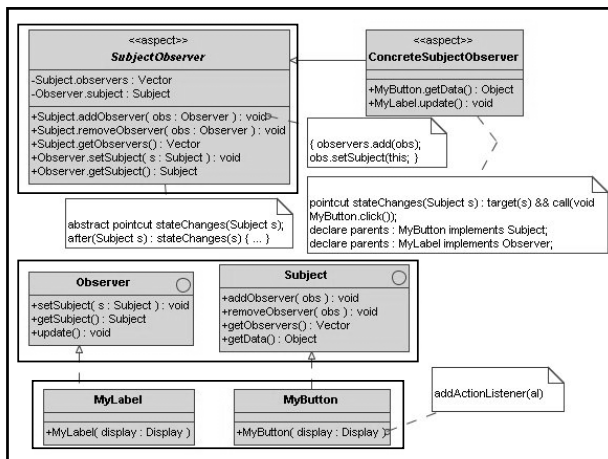 <<aspect>>
SubjectObserver
-Subject.observers : Vector
-Observer.subject : Subject
+Subject.addObserver( obs : Observer ) : void
+Subject.removeObserver( obs : Observer ) : void
+Subject.getObservers() : Vector
+Observer.setSubject( s : Subject ) : void
+Observer.getSubject() : Subject
<<aspect>>
ConcreteSubjectObserver
+MyButton.getData() : Object
+MyLabel.update() : void
{ observers.add(obs);
obs.setSubject(this; }
abstract pointcut stateChanges(Subject s);
after(Subject s) : stateChanges(s) { ... }
pointcut stateChanges(Subject s) : target(s) && call(void
MyButton.click());
declare parents : MyButton implements Subject;
declare parents : MyLabel implements Observer;
Observer
+setSubject( s : Subject ) : void
+getSubject() : Subject
+update() : void
Subject
+addObserver( obs ) : void
+removeObserver( obs ) : void
+getObservers() : Vector
+getData() : Object
MyLabel
+MyLabel( display : Display )
MyButton
+MyButton( display : Display )
addActionListener(al)